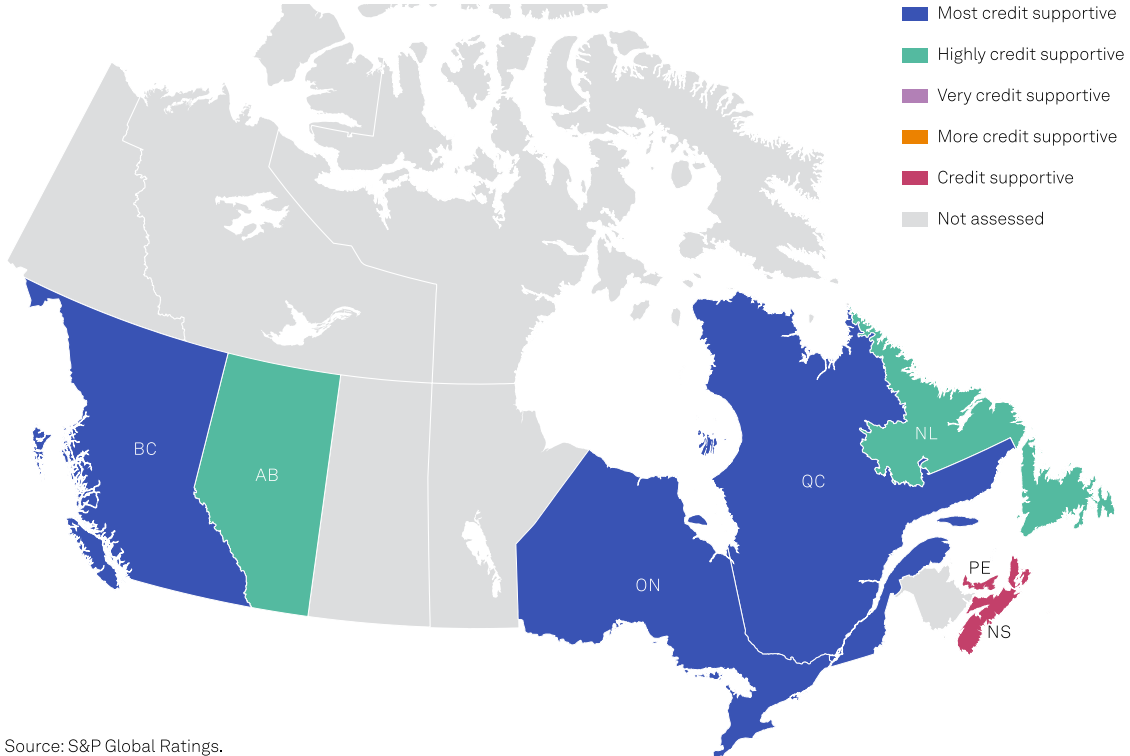 Most credit supportive
Highly credit supportive
Very credit supportive
More credit supportive
Credit supportive
Not assessed
BC
AB
NL
QC
ON
PE
NS
Source: S&P Global Ratings.